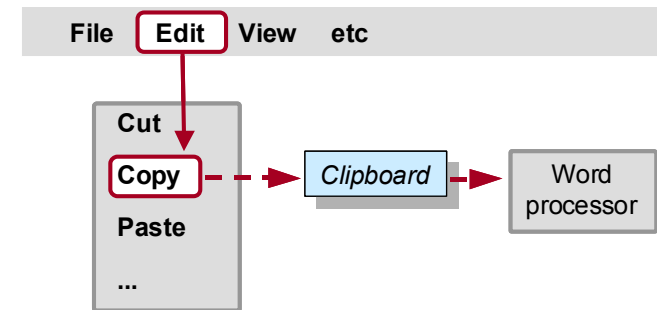 File Edit View etc
Cut
Copy
Clipboard
Word
processor
Paste
...